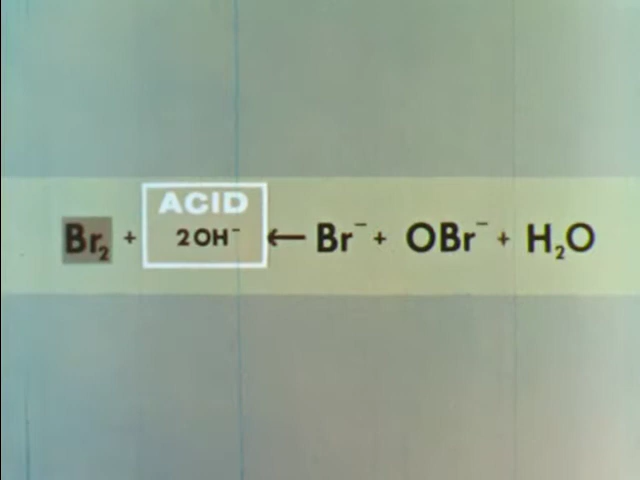 ACID
Br₂ + 2OH⁻ ← Br⁻ + OBr⁻ + H₂O